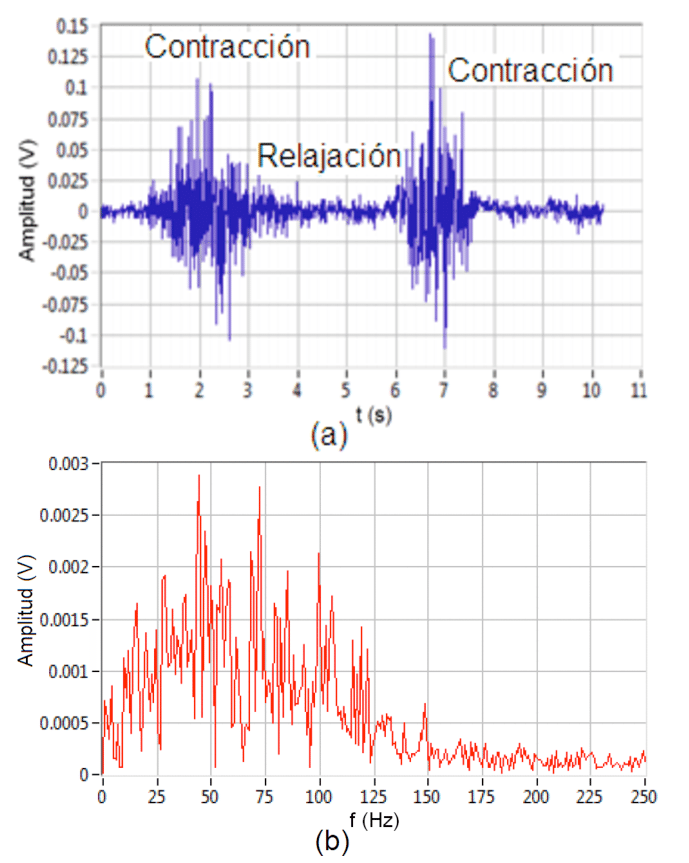 0.15
0.125
0.1
0.075
0.05
0.025
0
-0.025
-0.05
-0.075
-0.1
-0.125
Amplitud (V)
Contracción
Contracción
Relajación
0 1 2 3 4 5 6 7 8 9 10 11
t (s)
(a)
0.003
0.0025
0.002
0.0015
0.001
0.0005
0
Amplitud (V)
0 25 50 75 100 125 150 175 200 225 250
f (Hz)
(b)